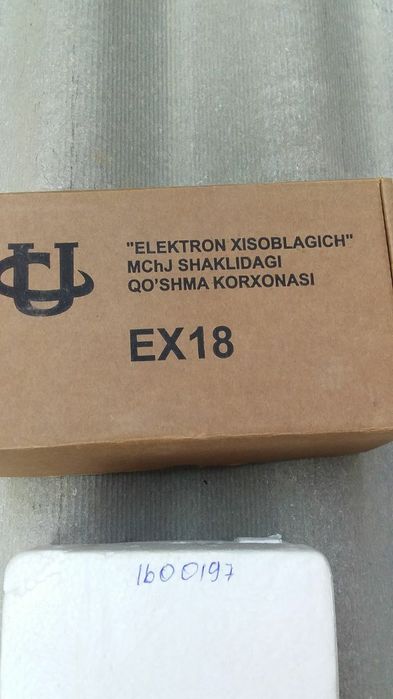 "ELEKTRON XISOBLAGICH"
MChJ SHAKLIDAGI
QO'SHMA KORXONASI
EX18
1600197